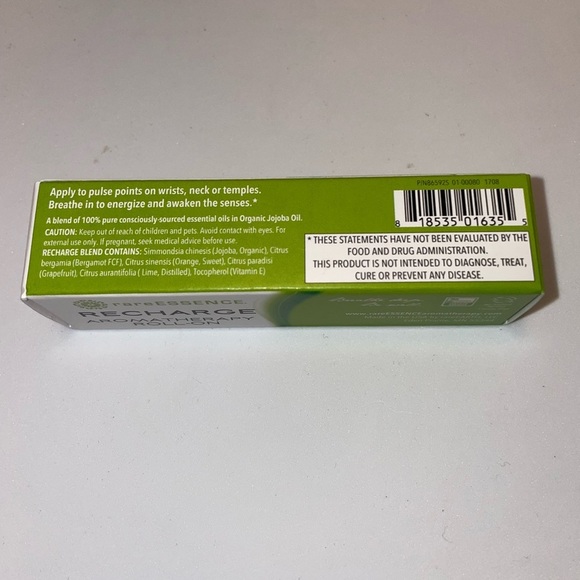 Apply to pulse points on wrists, neck or temples.
Breathe in to energize and awaken the senses.*
A blend of 100% pure consciously-sourced essential oils in Organic Jojoba Oil.
CAUTION: Keep out of reach of children and pets. Avoid contact with eyes. For
external use only. If pregnant, seek medical advice before use.
RECHARGE BLEND CONTAINS: Simmondsia chinesis (Jojoba, Organic), Citrus
bergamia (Bergamot FCF), Citrus sinensis (Orange, Sweet), Citrus paradisi
(Grapefruit), Citrus aurantifolia ( Lime, Distilled), Tocopherol (Vitamin E)
P/N865925 01-00080 1708
8 18535 01635 5
* THESE STATEMENTS HAVE NOT BEEN EVALUATED BY THE
FOOD AND DRUG ADMINISTRATION.
THIS PRODUCT IS NOT INTENDED TO DIAGNOSE, TREAT,
CURE OR PREVENT ANY DISEASE.
rareESSENCE
RECHARGE
AROMATHERAPY
ROLL-ON